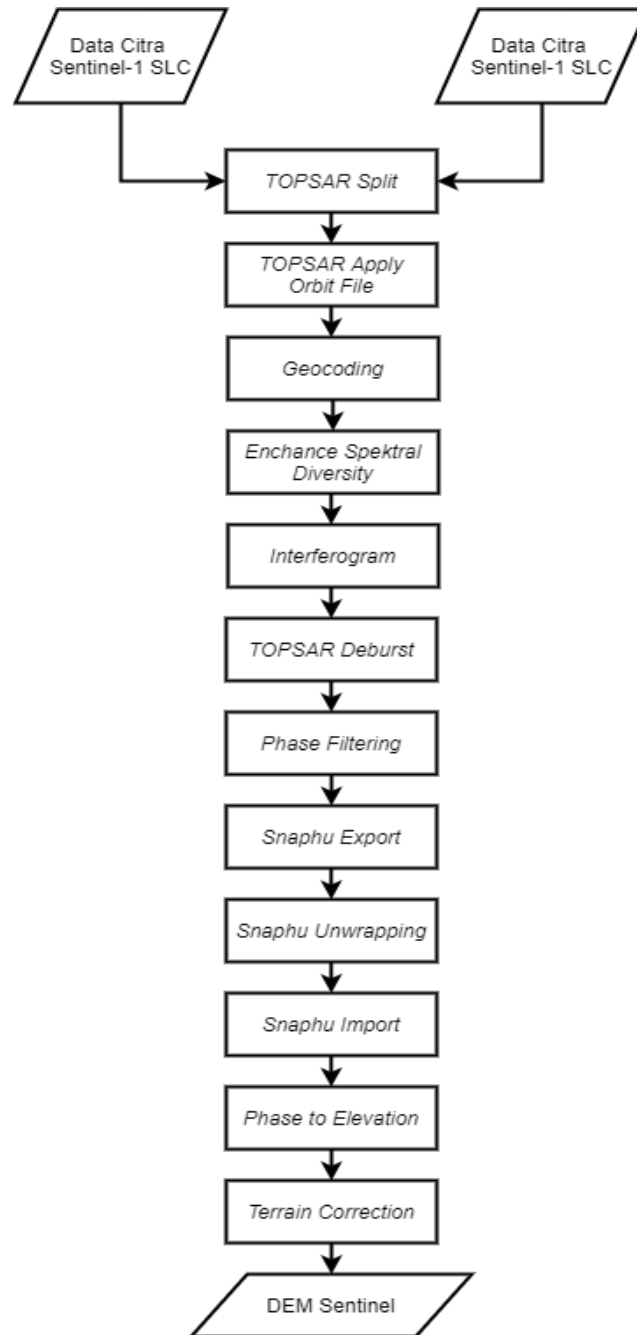 Data Citra
Sentinel-1 SLC
Data Citra
Sentinel-1 SLC
TOPSAR Split
TOPSAR Apply
Orbit File
Geocoding
Enchance Spektral
Diversity
Interferogram
TOPSAR Deburst
Phase Filtering
Snaphu Export
Snaphu Unwrapping
Snaphu Import
Phase to Elevation
Terrain Correction
DEM Sentinel